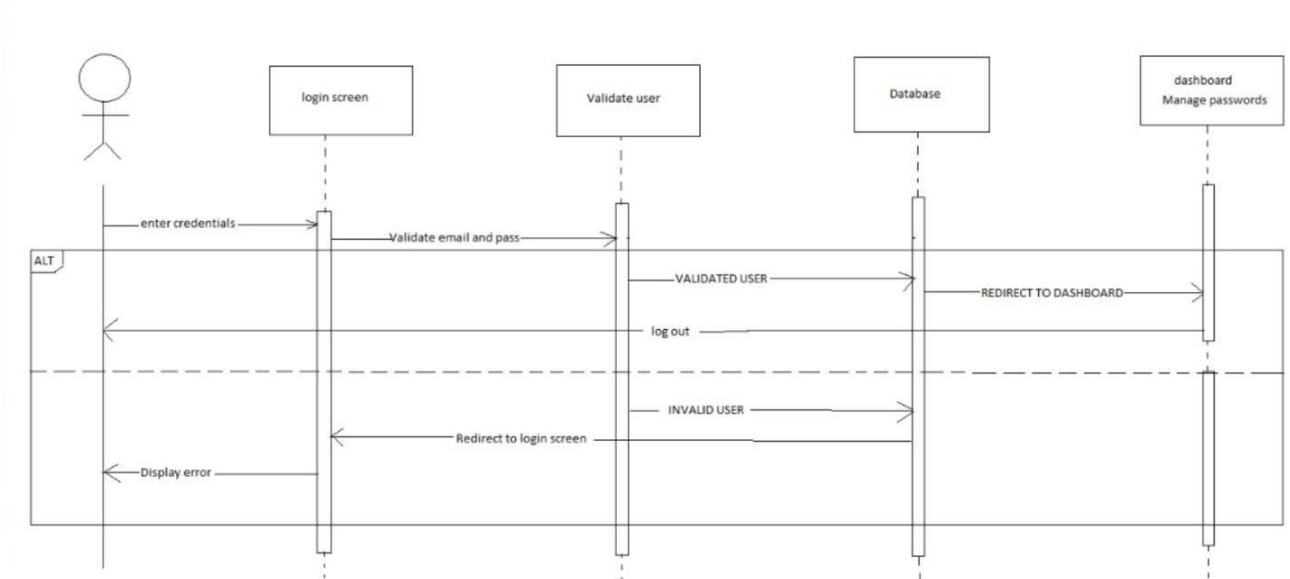 login screen
Validate user
Database
dashboard
Manage passwords
enter credentials
Validate email and pass
ALT
VALIDATED USER
REDIRECT TO DASHBOARD
log out
INVALID USER
Redirect to login screen
Display error